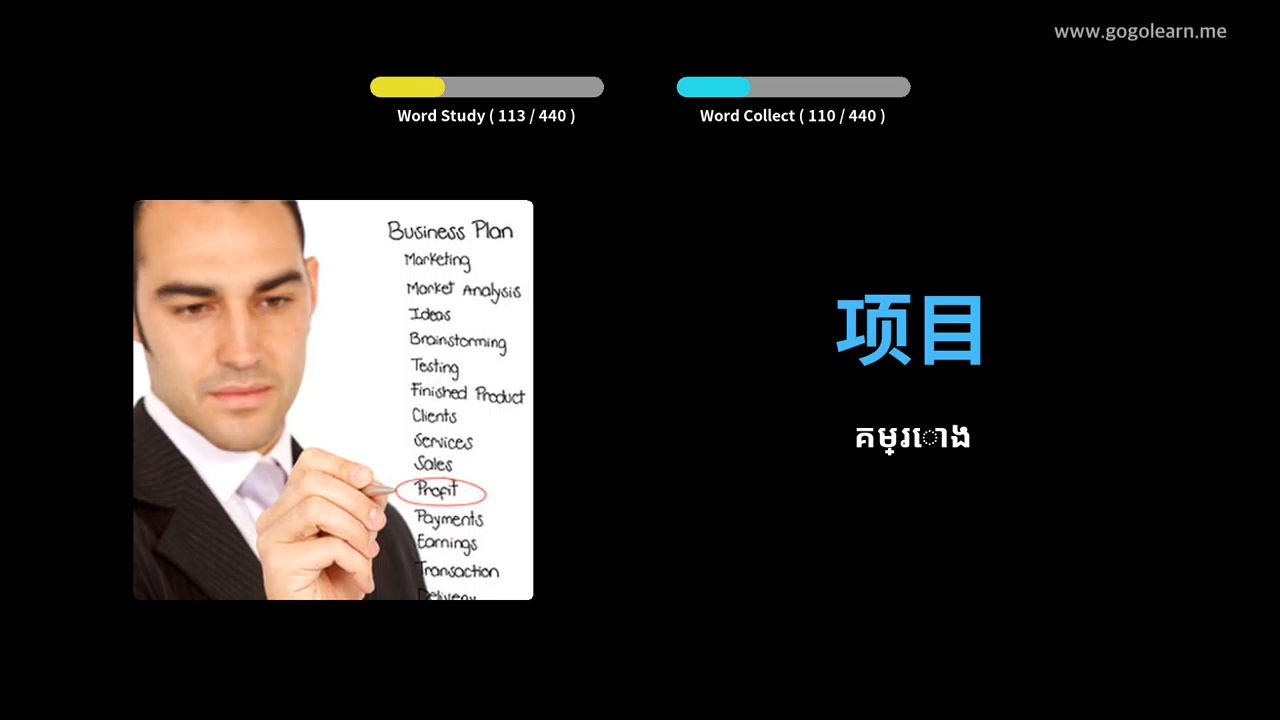 www.gogolearn.me
Word Study ( 113 / 440 )
Word Collect ( 110 / 440 )
Business Plan
Marketing
Market Analysis
Ideas
Brainstorming
Testing
Finished Product
Clients
Services
Sales
Profit
Payments
Earnings
Transaction
Delivery
项目
គម្រោង